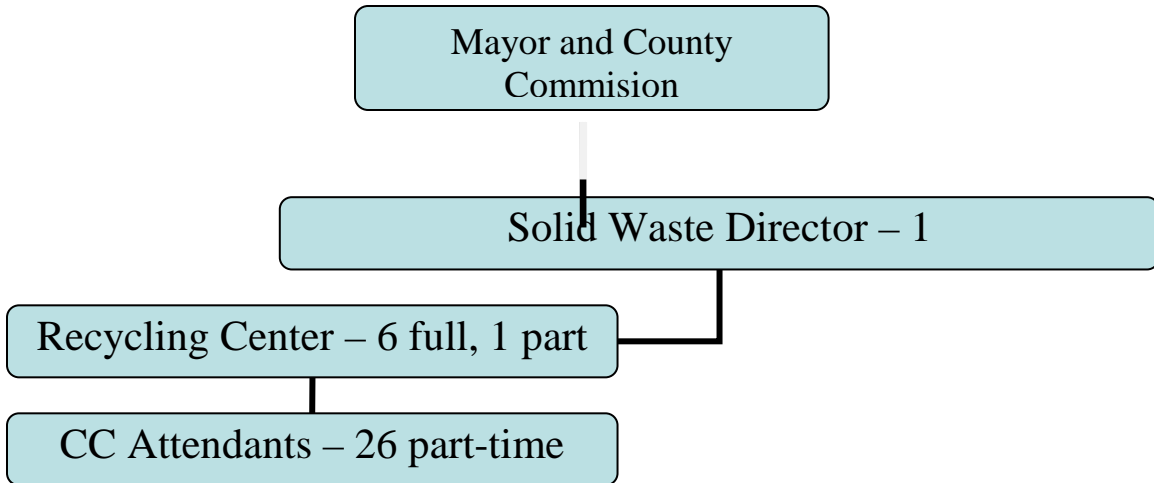 Mayor and County
Commision
Solid Waste Director – 1
Recycling Center – 6 full, 1 part
CC Attendants – 26 part-time